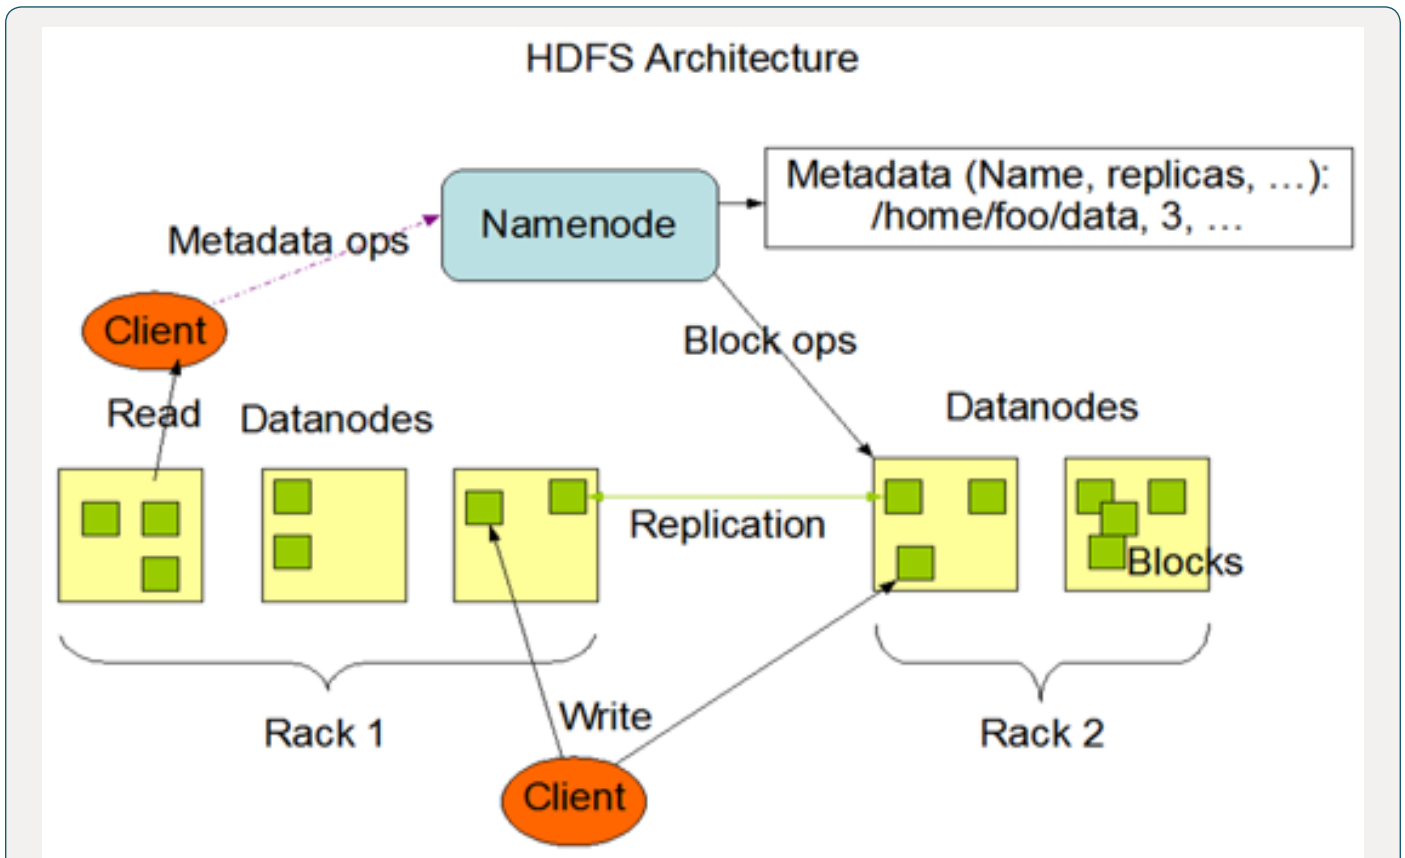 HDFS Architecture
Metadata (Name, replicas, …):
/home/foo/data, 3, …
Namenode
Metadata ops
Client
Block ops
Read
Datanodes
Datanodes
Replication
Blocks
Rack 1
Write
Rack 2
Client